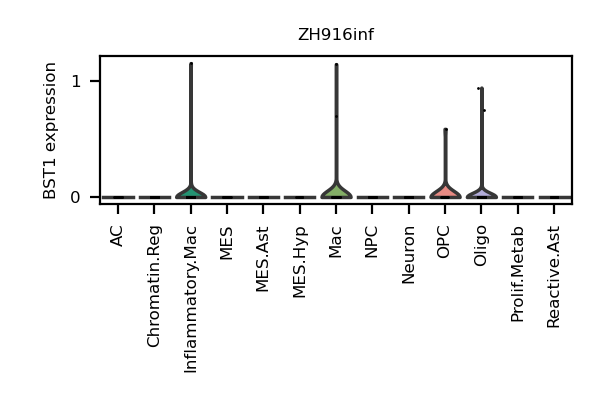 ZH916inf
BST1 expression
1
0
AC
Chromatin.Reg
Inflammatory.Mac
MES
MES.Ast
MES.Hyp
Mac
NPC
Neuron
OPC
Oligo
Prolif.Metab
Reactive.Ast